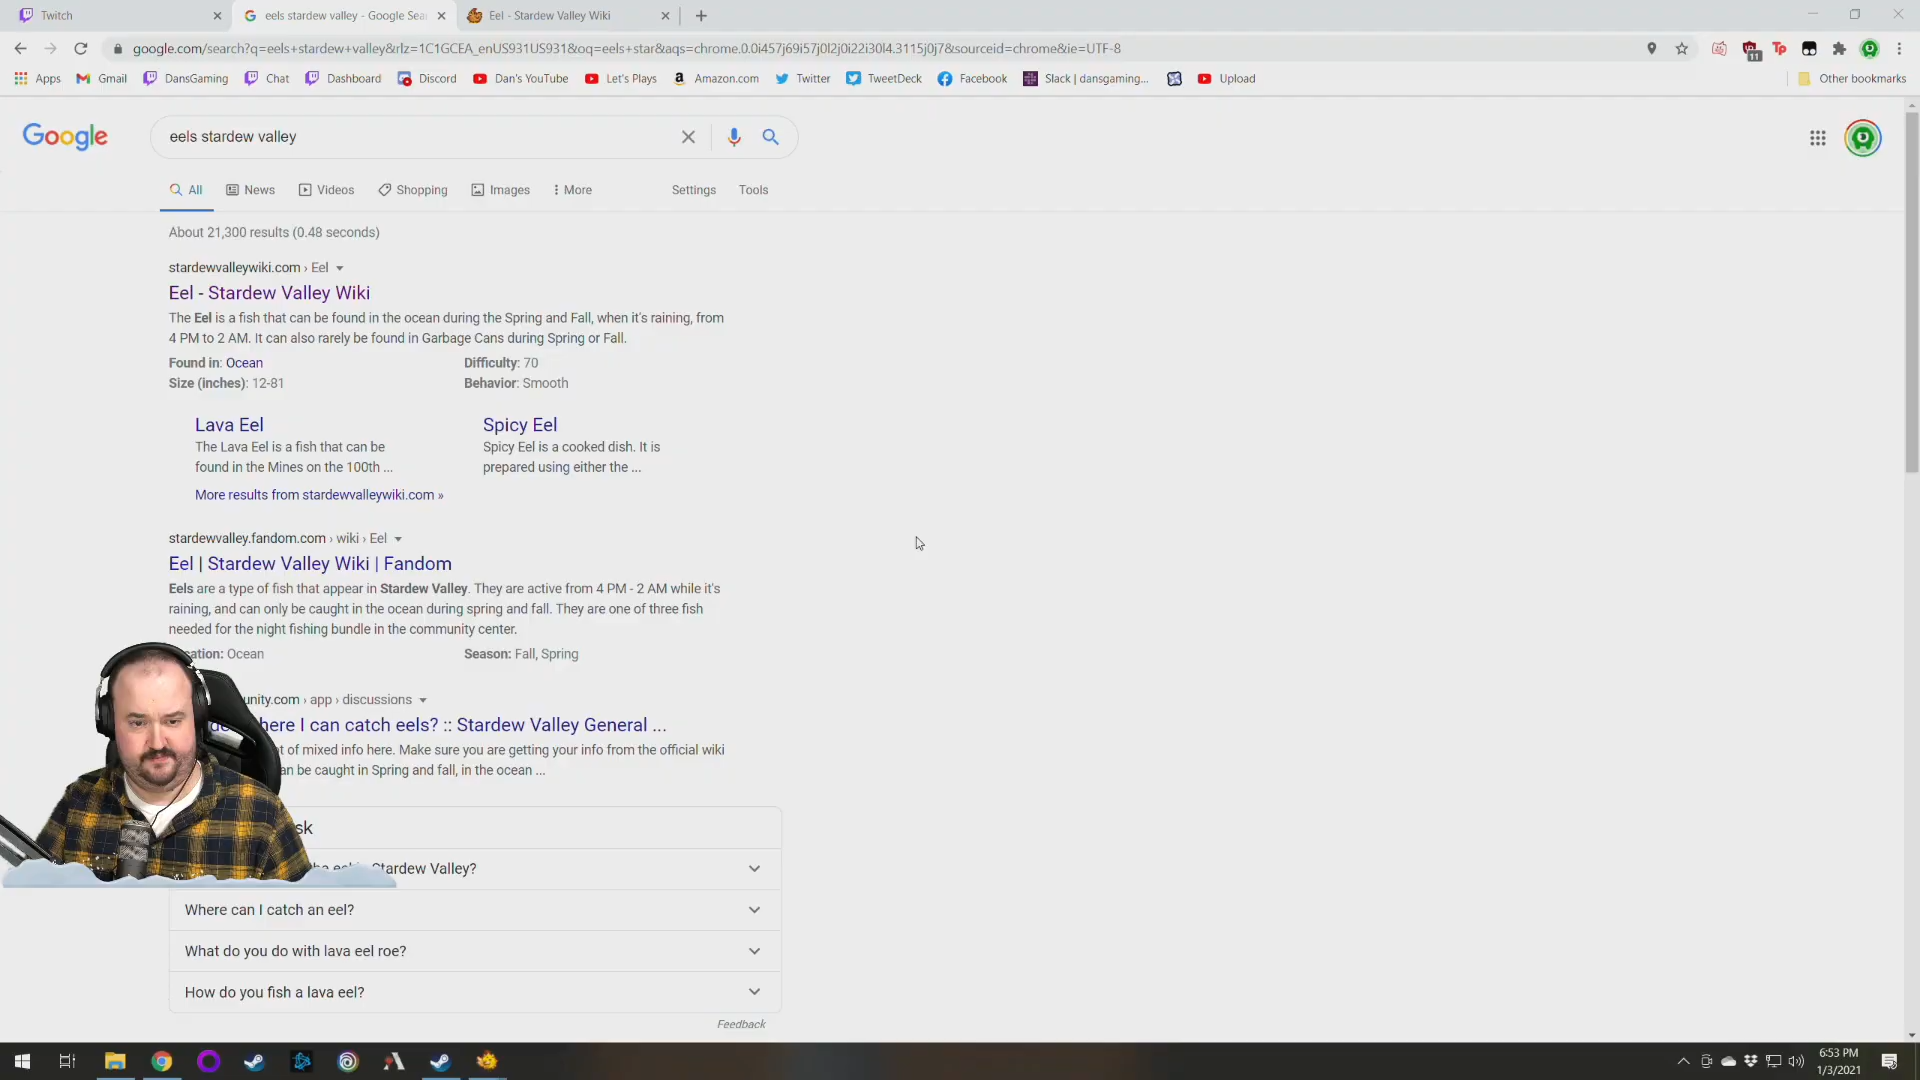 Twitch
eels stardew valley - Google Sea
Eel - Stardew Valley Wiki
google.com/search?q=eels+stardew+valley&rlz=1C1GCEA_enUS931US931&oq=eels+star&aqs=chrome.0.0i457j69i57j0l2j0i22i30l4.3115j0j7&sourceid=chrome&ie=UTF-8
11
Tp
Apps
Gmail
DansGaming
Chat
Dashboard
Discord
Dan's YouTube
Let's Plays
Amazon.com
Twitter
TweetDeck
Facebook
Slack | dansgaming...
Upload
Other bookmarks
Google
eels stardew valley
All
News
Videos
Shopping
Images
More
Settings
Tools
About 21,300 results (0.48 seconds)
stardewvalleywiki.com › Eel
Eel - Stardew Valley Wiki
The Eel is a fish that can be found in the ocean during the Spring and Fall, when it's raining, from
4 PM to 2 AM. It can also rarely be found in Garbage Cans during Spring or Fall.
Found in: Ocean
Difficulty: 70
Size (inches): 12-81
Behavior: Smooth
Lava Eel
The Lava Eel is a fish that can be
found in the Mines on the 100th ...
Spicy Eel
Spicy Eel is a cooked dish. It is
prepared using either the ...
More results from stardewvalleywiki.com »
stardewvalley.fandom.com › wiki › Eel
Eel | Stardew Valley Wiki | Fandom
Eels are a type of fish that appear in Stardew Valley. They are active from 4 PM - 2 AM while it's
raining, and can only be caught in the ocean during spring and fall. They are one of three fish
needed for the night fishing bundle in the community center.
ation: Ocean
Season: Fall, Spring
unity.com › app › discussions
here I can catch eels? :: Stardew Valley General ...
t of mixed info here. Make sure you are getting your info from the official wiki
an be caught in Spring and fall, in the ocean ...
sk
Stardew Valley?
Where can I catch an eel?
What do you do with lava eel roe?
How do you fish a lava eel?
Feedback
6:53 PM
1/3/2021